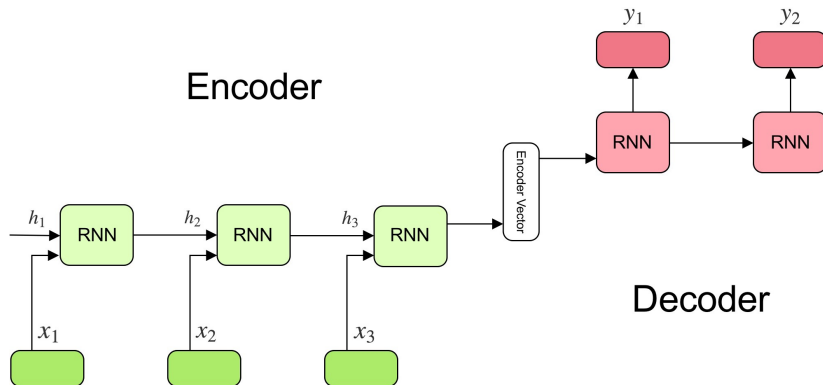 y₁
y₂
Encoder
RNN
RNN
Encoder Vector
h₁
RNN
h₂
RNN
h₃
RNN
Decoder
x₁
x₂
x₃